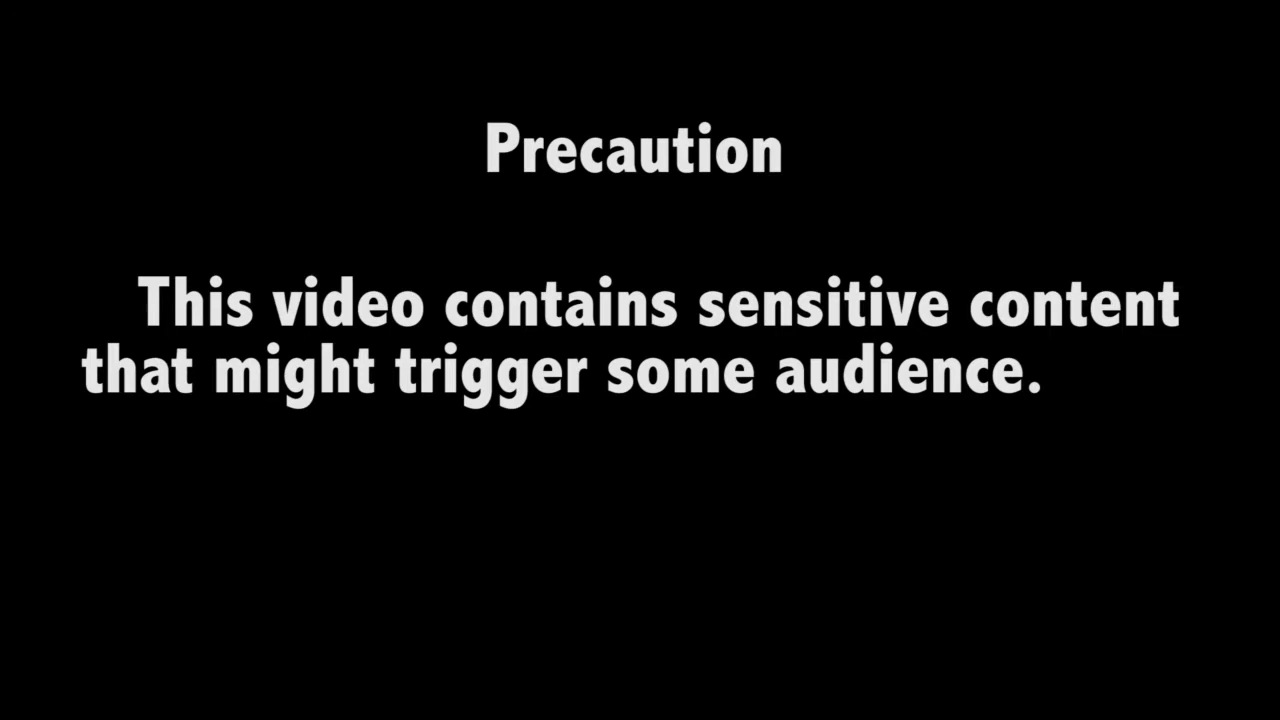 Precaution
This video contains sensitive content
that might trigger some audience.